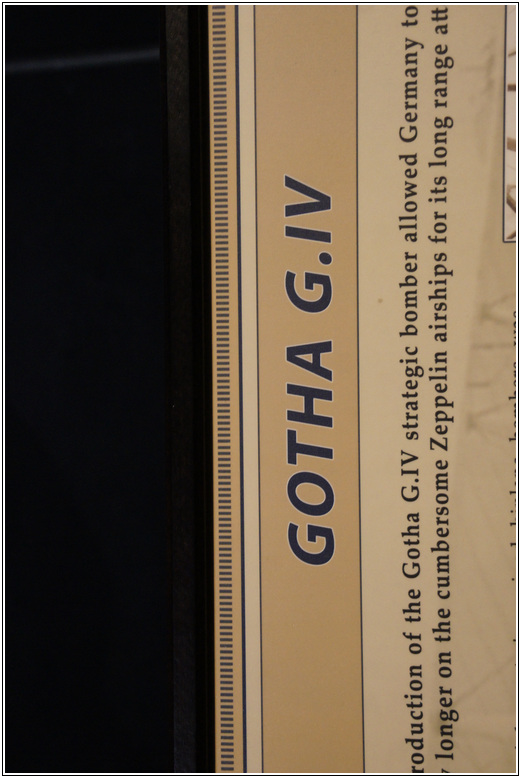 GOTHA G.IV
roduction of the Gotha G.IV strategic bomber allowed Germany to
longer on the cumbersome Zeppelin airships for its long range att